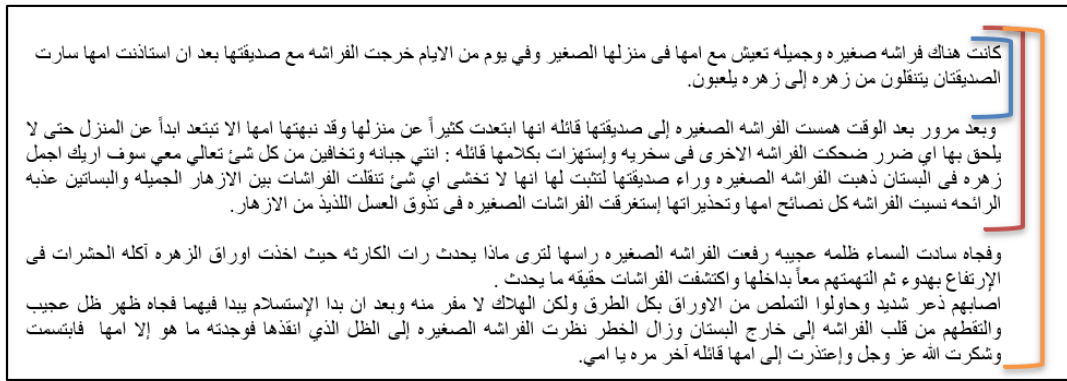 كانت هناك فراشه صغيره وجميله تعيش مع امها فى منزلها الصغير وفي يوم من الايام خرجت الفراشه مع صديقتها بعد ان استاذنت امها سارت
الصديقتان يتنقلون من زهره إلى زهره يلعبون.
وبعد مرور بعد الوقت همست الفراشه الصغيره إلى صديقتها قائله انها ابتعدت كثيراً عن منزلها وقد نبهتها امها الا تبتعد ابداً عن المنزل حتى لا
يلحق بها اي ضرر ضحكت الفراشه الاخرى فى سخريه وإستهزات بكلامها قائله : انتي جبانه وتخافين من كل شئ تعالي معي سوف اريك اجمل
زهره فى البستان ذهبت الفراشه الصغيره وراء صديقتها لتثبت لها انها لا تخشى اي شئ تنقلت الفراشات بين الازهار الجميله والبساتين عذبه
الرائحه نسيت الفراشه كل نصائح امها وتحذيراتها إستغرقت الفراشات الصغيره فى تذوق العسل اللذيذ من الازهار.
وفجاه سادت السماء ظلمه عجيبه رفعت الفراشه الصغيره راسها لترى ماذا يحدث رات الكارثه حيث اخذت اوراق الزهره آكله الحشرات فى
الإرتفاع بهدوء ثم التهمتهم معاً بداخلها واكتشفت الفراشات حقيقه ما يحدث .
اصابهم ذعر شديد وحاولوا التملص من الاوراق بكل الطرق ولكن الهلاك لا مفر منه وبعد ان بدا الإستسلام يبدا فيهما فجاه ظهر ظل عجيب
والتقطهم من قلب الفراشه إلى خارج البستان وزال الخطر نظرت الفراشه الصغيره إلى الظل الذي انقذها فوجدته ما هو إلا امها فابتسمت
وشكرت الله عز وجل وإعتذرت إلى امها قائله آخر مره يا امي.